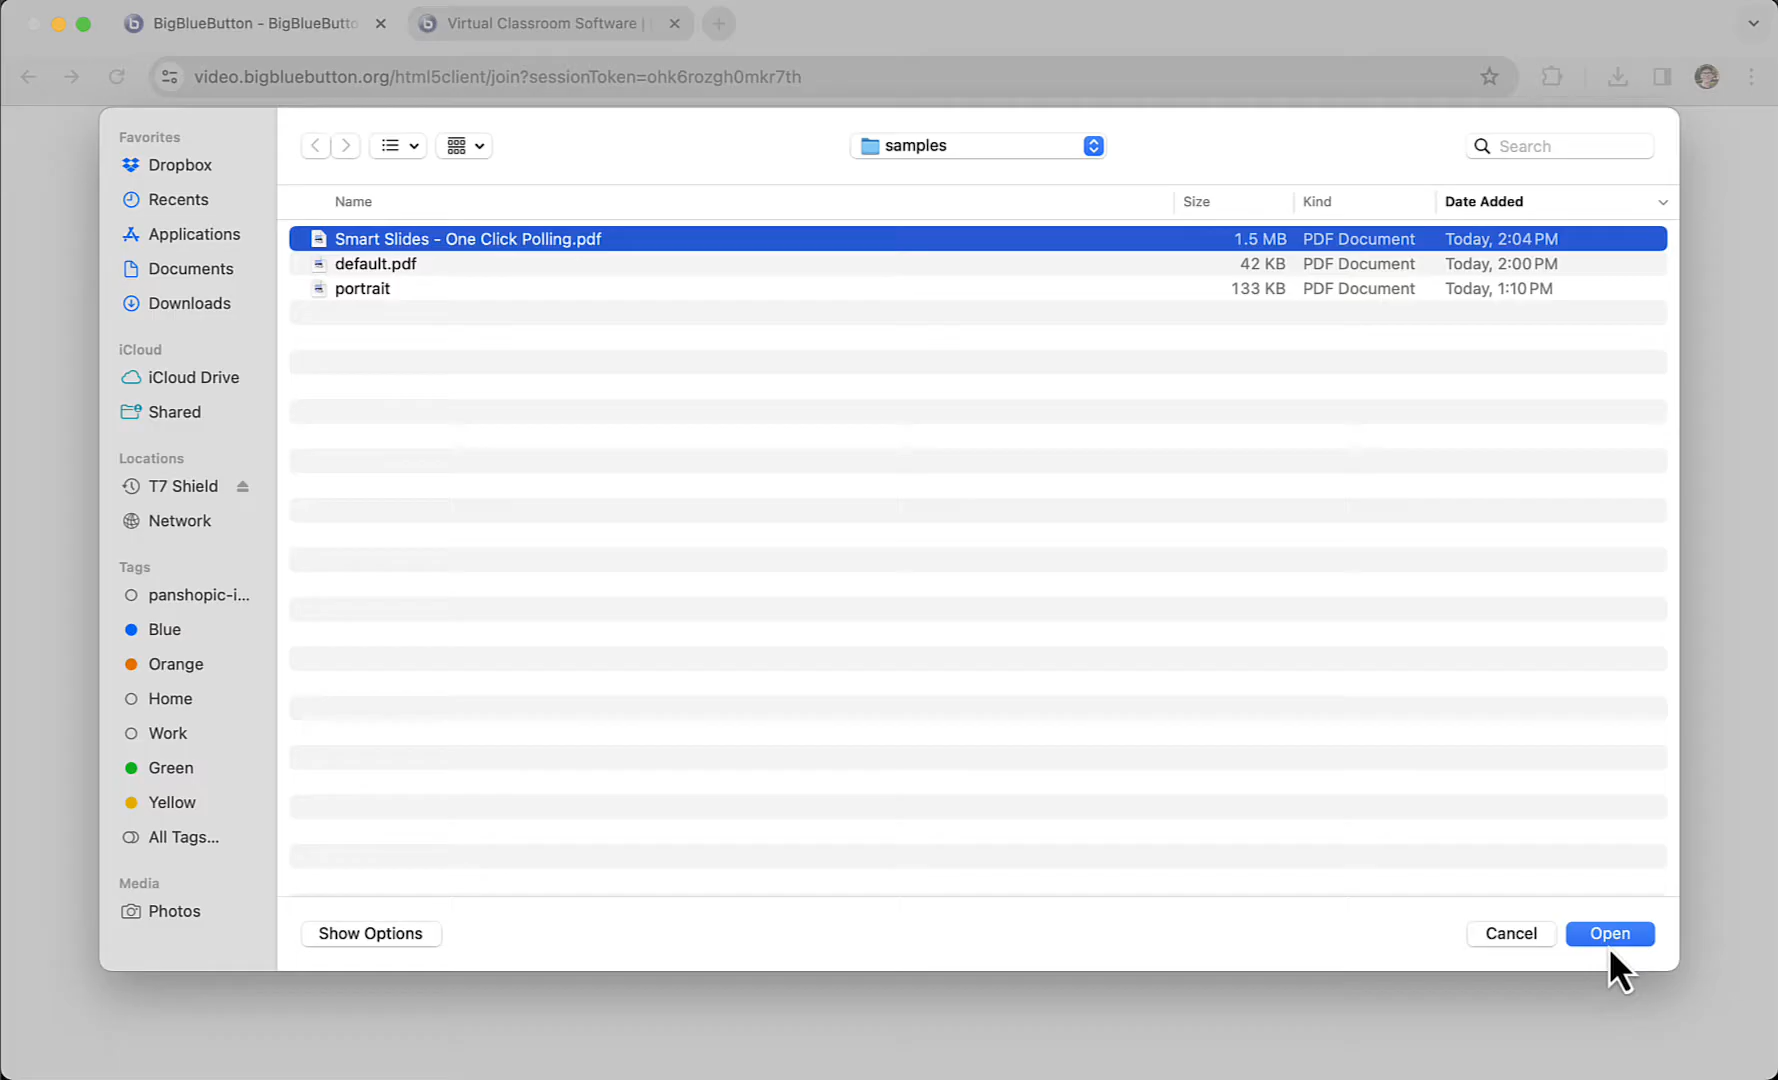 BigBlueButton - BigBlueButto
Virtual Classroom Software |
video.bigbluebutton.org/html5client/join?sessionToken=ohk6rozgh0mkr7th
Favorites
Dropbox
Recents
Applications
Documents
Downloads
iCloud
iCloud Drive
Shared
Locations
T7 Shield
Network
Tags
panshopic-i...
Blue
Orange
Home
Work
Green
Yellow
All Tags...
Media
Photos
samples
Search
Name Size Kind Date Added
Smart Slides - One Click Polling.pdf 1.5 MB PDF Document Today, 2:04 PM
default.pdf 42 KB PDF Document Today, 2:00 PM
portrait 133 KB PDF Document Today, 1:10 PM
Show Options
Cancel
Open